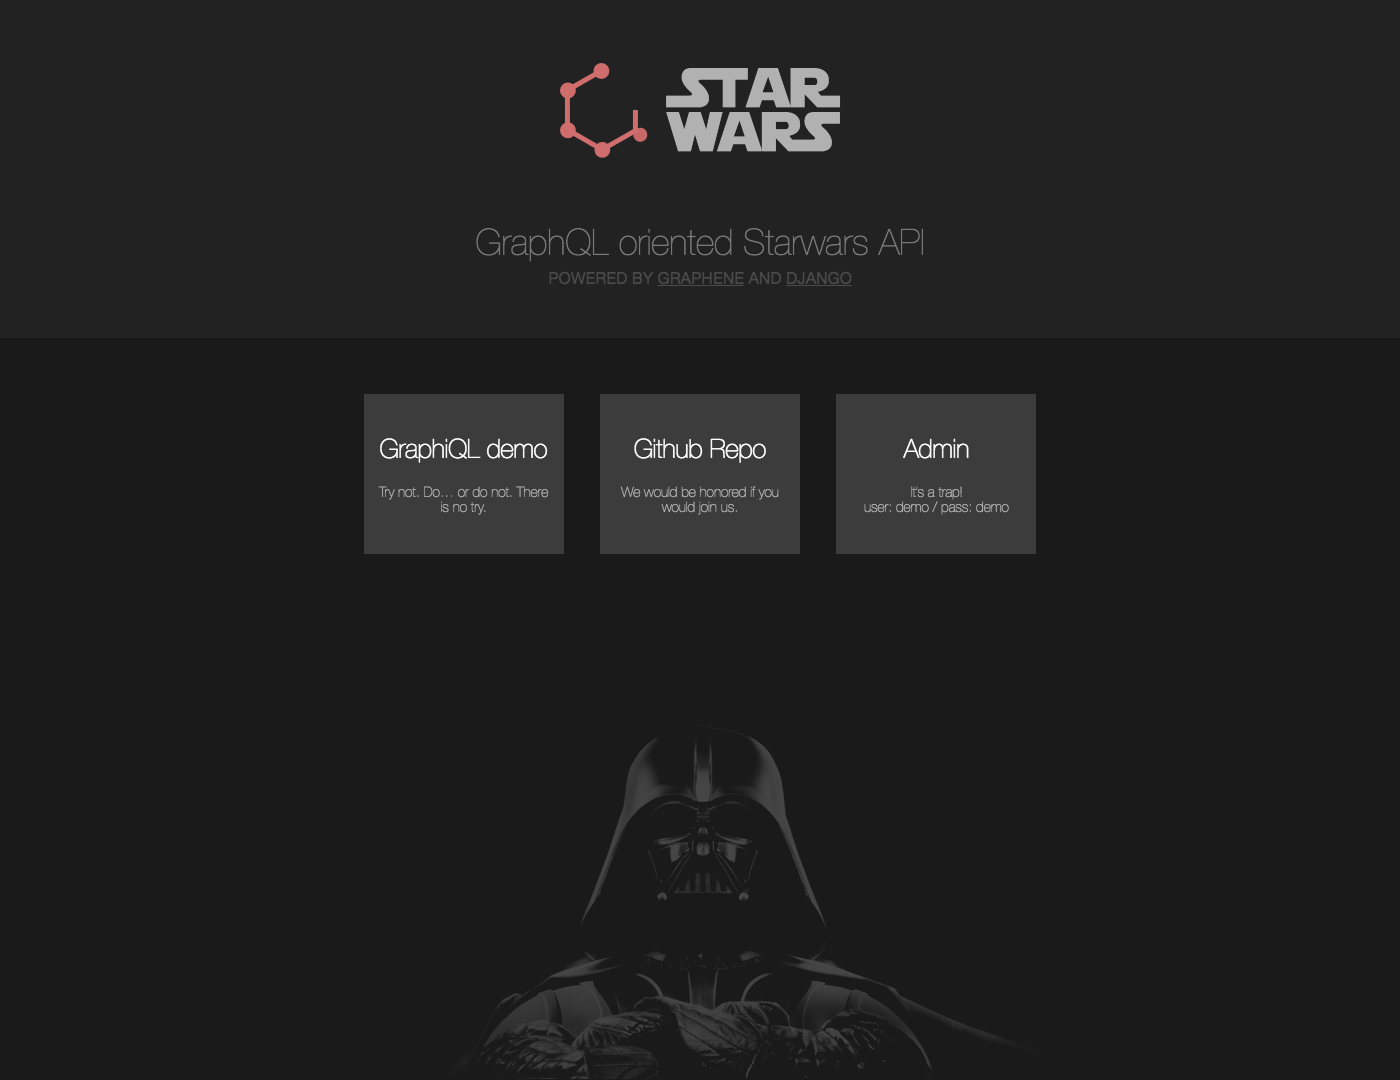 STAR
WARS
GraphQL oriented Starwars API
POWERED BY GRAPHENE AND DJANGO
GraphiQL demo
Try not. Do… or do not. There
is no try.
Github Repo
We would be honored if you
would join us.
Admin
It's a trap!
user: demo / pass: demo